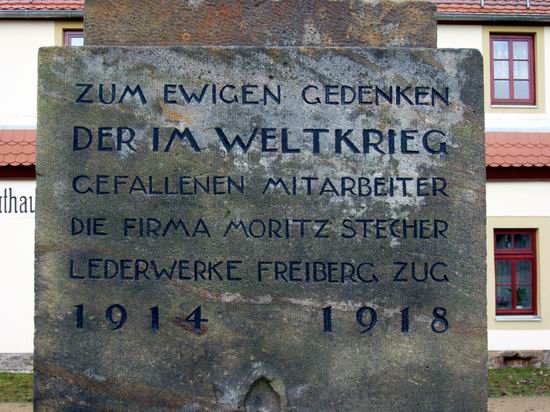 ZUM EWIGEN GEDENKEN
DER IM WELTKRIEG
GEFALLENEN MITARBEITER
DIE FIRMA MORITZ STECHER
LEDERWERKE FREIBERG ZUG
1914 1918